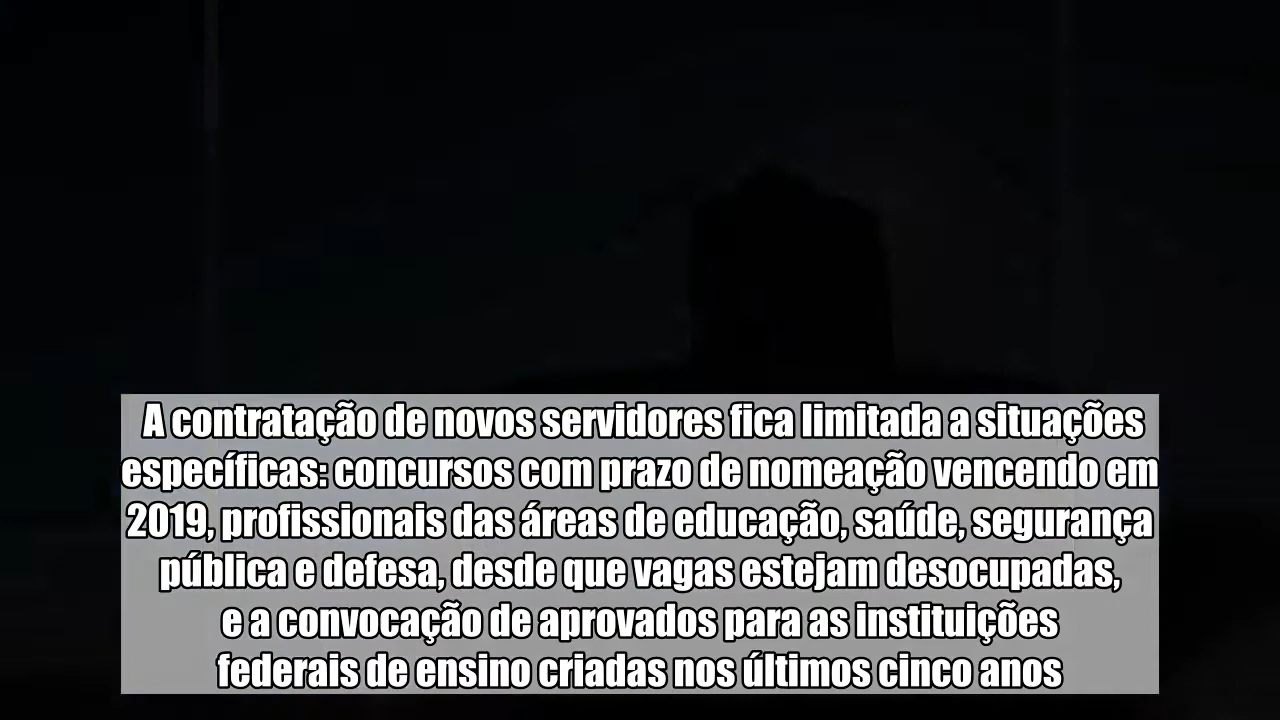 A contratação de novos servidores fica limitada a situações
específicas: concursos com prazo de nomeação vencendo em
2019, profissionais das áreas de educação, saúde, segurança
pública e defesa, desde que vagas estejam desocupadas,
e a convocação de aprovados para as instituições
federais de ensino criadas nos últimos cinco anos